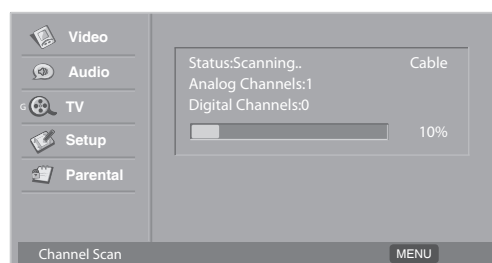 Video
Audio
G TV
Setup
Parental
Status:Scanning.. Cable
Analog Channels:1
Digital Channels:0
10%
Channel Scan MENU